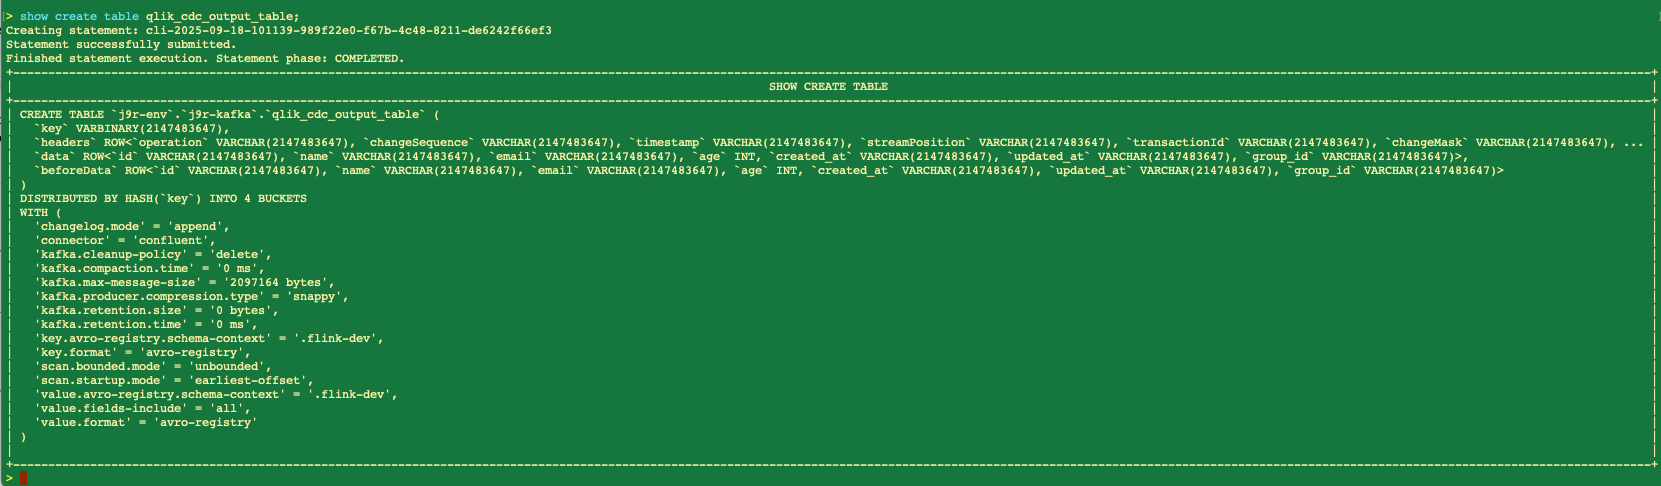 > show create table qlik_cdc_output_table;
Creating statement: cli-2025-09-18-101139-989f22e0-f67b-4c48-8211-de6242f66ef3
Statement successfully submitted.
Finished statement execution. Statement phase: COMPLETED.
SHOW CREATE TABLE
CREATE TABLE `j9r-env`.`j9r-kafka`.`qlik_cdc_output_table` (
`key` VARBINARY(2147483647),
`headers` ROW<`operation` VARCHAR(2147483647), `changeSequence` VARCHAR(2147483647), `timestamp` VARCHAR(2147483647), `streamPosition` VARCHAR(2147483647), `transactionId` VARCHAR(2147483647), `changeMask` VARCHAR(2147483647), ...
`data` ROW<`id` VARCHAR(2147483647), `name` VARCHAR(2147483647), `email` VARCHAR(2147483647), `age` INT, `created_at` VARCHAR(2147483647), `updated_at` VARCHAR(2147483647), `group_id` VARCHAR(2147483647)>,
`beforeData` ROW<`id` VARCHAR(2147483647), `name` VARCHAR(2147483647), `email` VARCHAR(2147483647), `age` INT, `created_at` VARCHAR(2147483647), `updated_at` VARCHAR(2147483647), `group_id` VARCHAR(2147483647)>
)
DISTRIBUTED BY HASH(`key`) INTO 4 BUCKETS
WITH (
'changelog.mode' = 'append',
'connector' = 'confluent',
'kafka.cleanup-policy' = 'delete',
'kafka.compaction.time' = '0 ms',
'kafka.max-message-size' = '2097164 bytes',
'kafka.producer.compression.type' = 'snappy',
'kafka.retention.size' = '0 bytes',
'kafka.retention.time' = '0 ms',
'key.avro-registry.schema-context' = '.flink-dev',
'key.format' = 'avro-registry',
'scan.bounded.mode' = 'unbounded',
'scan.startup.mode' = 'earliest-offset',
'value.avro-registry.schema-context' = '.flink-dev',
'value.fields-include' = 'all',
'value.format' = 'avro-registry'
)
>